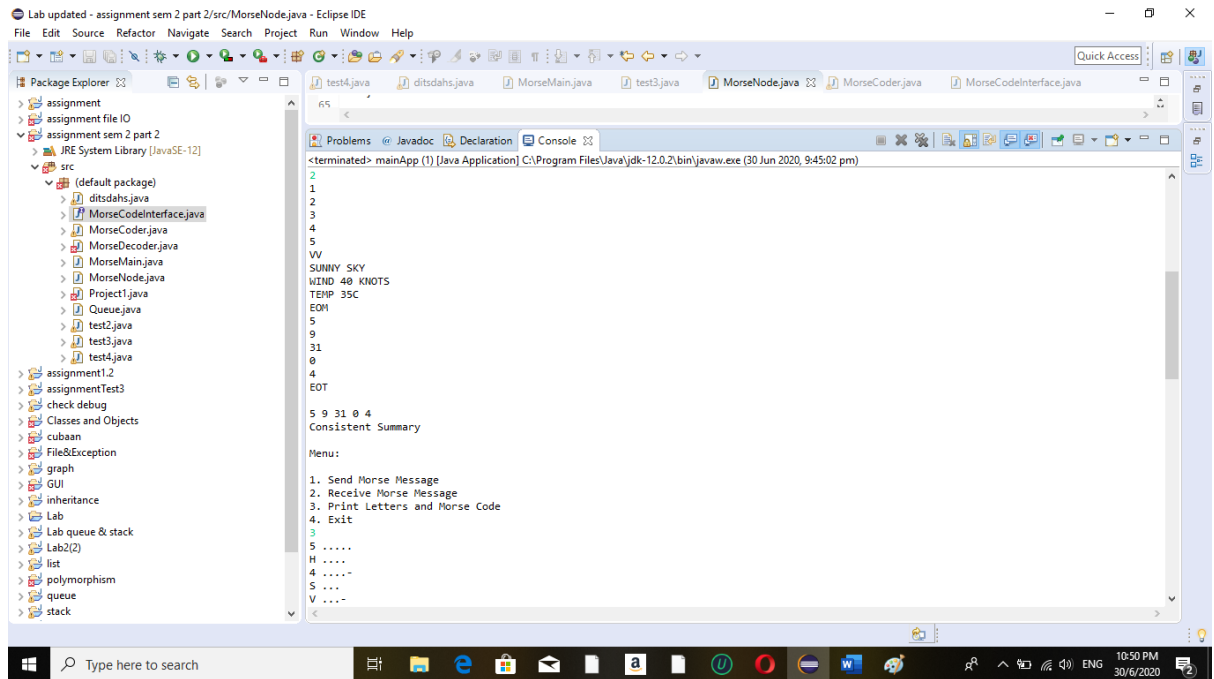 Lab updated - assignment sem 2 part 2/src/MorseNode.java - Eclipse IDE
File Edit Source Refactor Navigate Search Project Run Window Help
Quick Access
Package Explorer
test4.java ditsdahs.java MorseMain.java test3.java MorseNode.java MorseCoder.java MorseCodeInterface.java
65
assignment
assignment file IO
assignment sem 2 part 2
JRE System Library [JavaSE-12]
src
(default package)
ditsdahs.java
MorseCodeInterface.java
MorseCoder.java
MorseDecoder.java
MorseMain.java
MorseNode.java
Project1.java
Queue.java
test2.java
test3.java
test4.java
assignment1.2
assignmentTest3
check debug
Classes and Objects
cubaan
File&Exception
graph
GUI
inheritance
Lab
Lab queue & stack
Lab2(2)
list
polymorphism
queue
stack
Problems @ Javadoc Declaration Console
<terminated> mainApp (1) [Java Application] C:\Program Files\Java\jdk-12.0.2\bin\javaw.exe (30 Jun 2020, 9:45:02 pm)
2
1
2
3
4
5
VV
SUNNY SKY
WIND 40 KNOTS
TEMP 35C
EOM
5
9
31
0
4
EOT
5 9 31 0 4
Consistent Summary
Menu:
1. Send Morse Message
2. Receive Morse Message
3. Print Letters and Morse Code
4. Exit
3
5 .....
H ....
4 ....-
S ...
V ...-
Type here to search
a
U
W
ENG
10:50 PM
30/6/2020
2